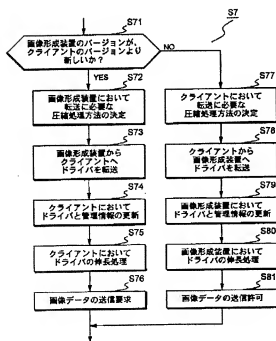 S71
S7
画像形成装置のバージョンが、
クライアントのバージョンより
新しいか?
NO
YES
S72
画像形成装置において
転送に必要な
圧縮処理方法の決定
S73
画像形成装置から
クライアントへ
ドライバを転送
S74
クライアントにおいて
ドライバと管理情報の更新
S75
クライアントにおいて
ドライバの伸長処理
S76
画像データの送信要求
S77
クライアントにおいて
転送に必要な
圧縮処理方法の決定
S78
クライアントから
画像形成装置へ
ドライバを転送
S79
画像形成装置において
ドライバと管理情報の更新
S80
画像形成装置において
ドライバの伸長処理
S81
画像データの送信許可